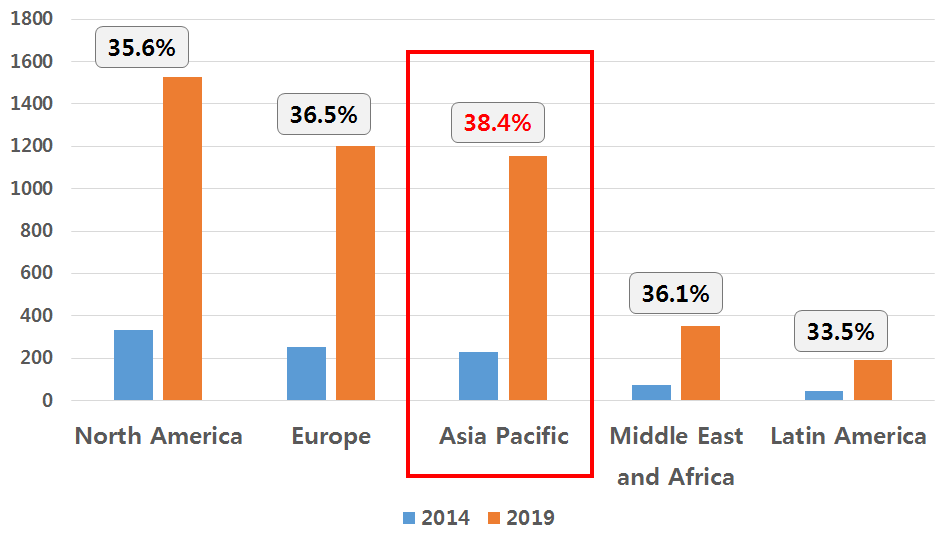 1800
1600
1400
1200
1000
800
600
400
200
0
35.6%
36.5%
38.4%
36.1%
33.5%
North America
Europe
Asia Pacific
Middle East
and Africa
Latin America
2014
2019